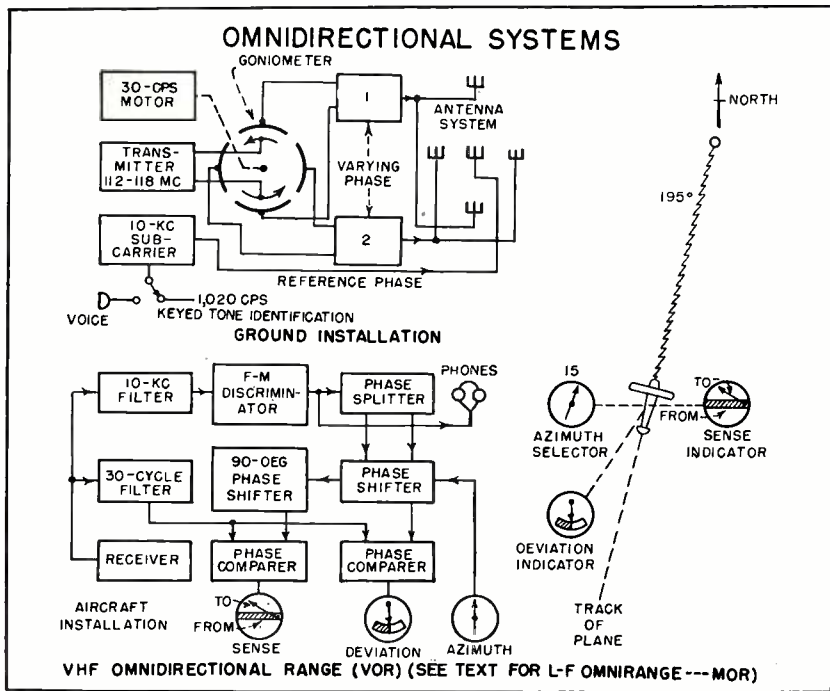 OMNIDIRECTIONAL SYSTEMS
GONIOMETER
30-CPS
MOTOR
1
ANTENNA
SYSTEM
NORTH
TRANS-
MITTER
112-118 MC
VARYING
PHASE
195°
10-KC
SUB-
CARRIER
2
REFERENCE PHASE
1,020 CPS
VOICE
KEYED TONE IDENTIFICATION
GROUND INSTALLATION
10-KC
FILTER
F-M
DISCRIMIN-
ATOR
PHASE
SPLITTER
PHONES
15
TO
FROM
AZIMUTH
SELECTOR
SENSE
INDICATOR
30-CYCLE
FILTER
90-OEG
PHASE
SHIFTER
PHASE
SHIFTER
RECEIVER
PHASE
COMPARER
PHASE
COMPARER
OEVIATION
INDICATOR
AIRCRAFT
INSTALLATION
TO
FROM
SENSE
OEVIATION
AZIMUTH
TRACK
OF
PLANE
VHF OMNIDIRECTIONAL RANGE (VOR) (SEE TEXT FOR L-F OMNIRANGE---MOR)